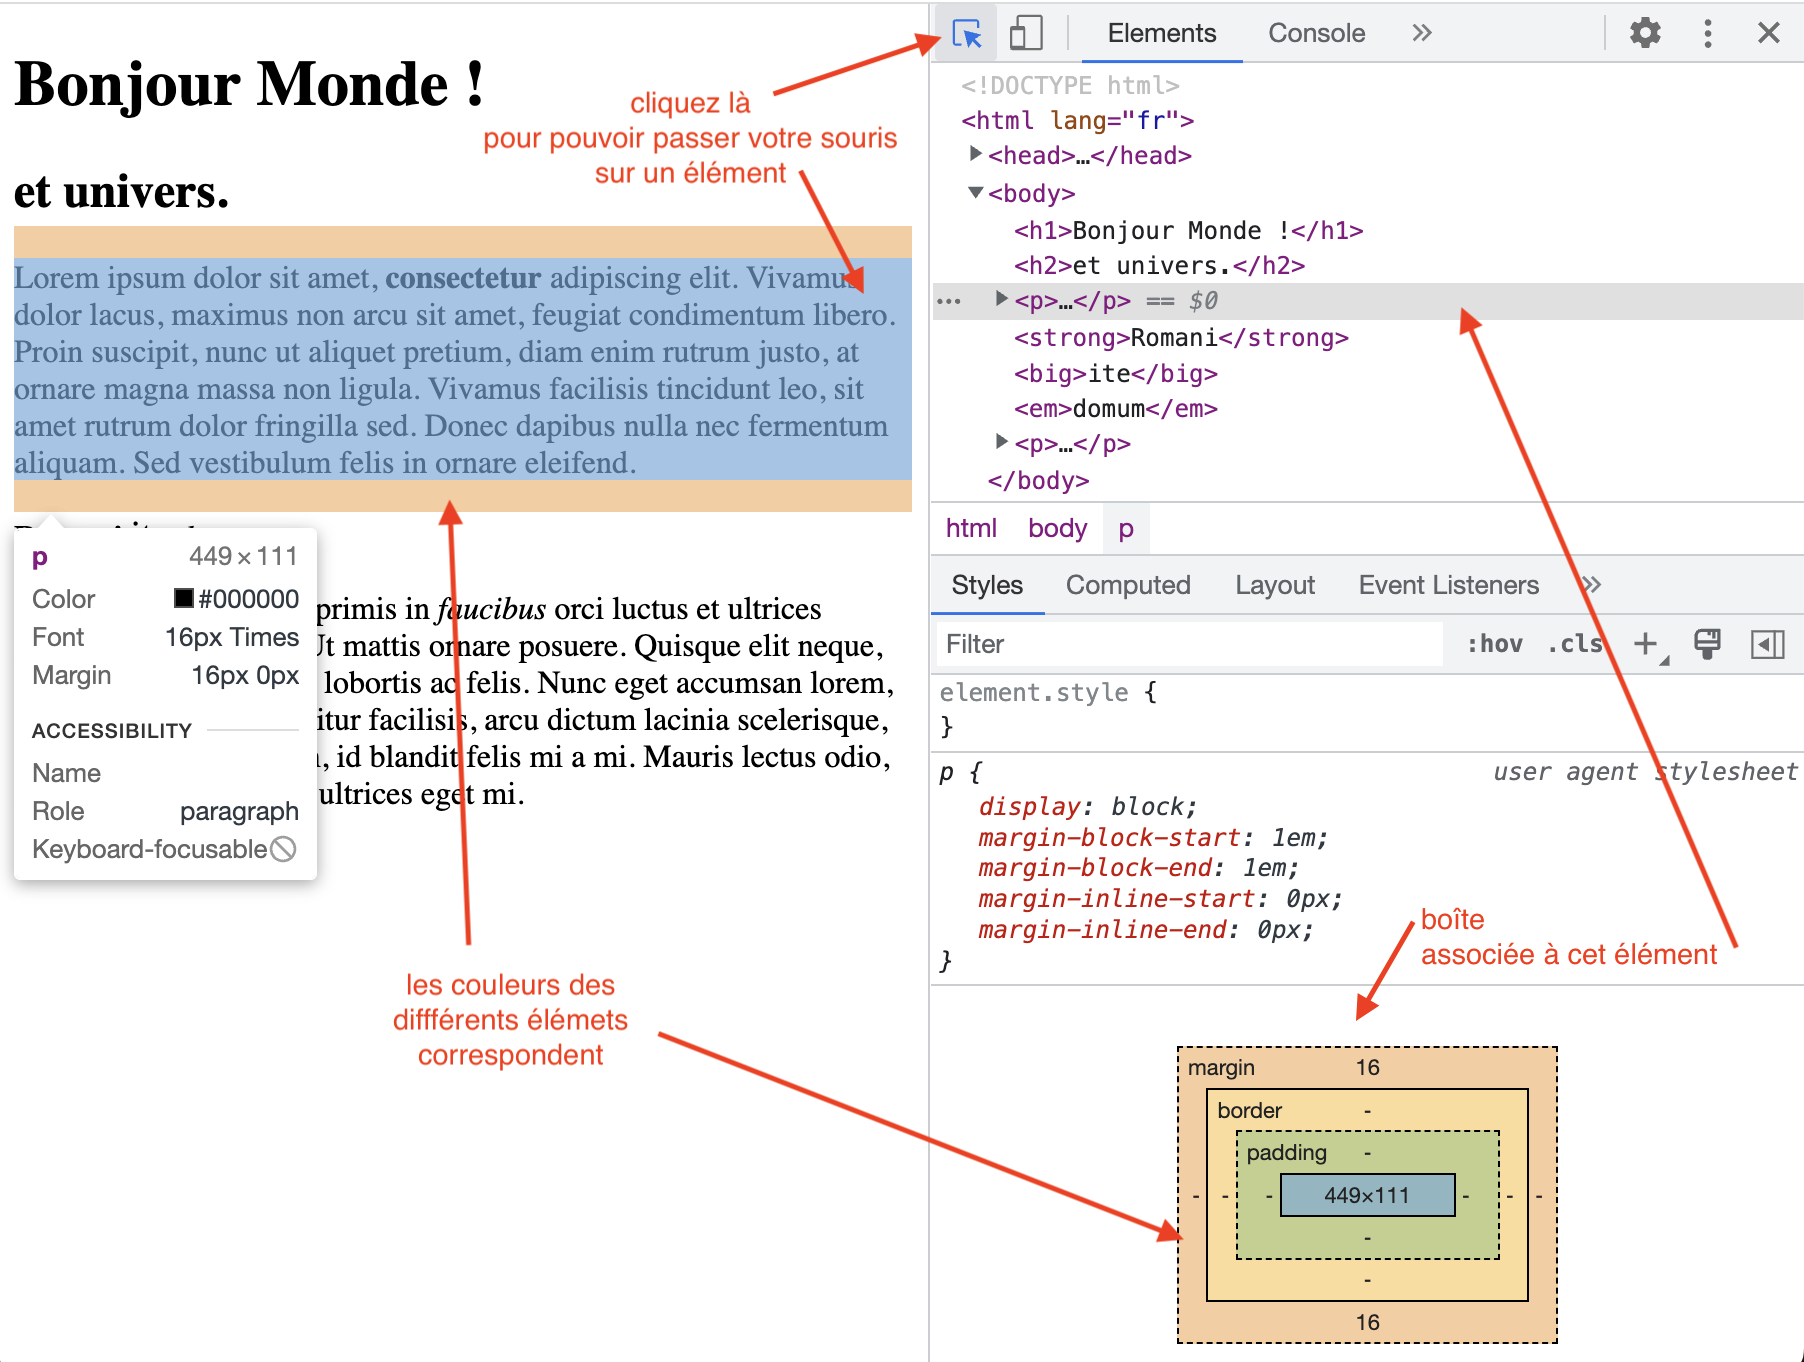 Bonjour Monde !
cliquez là
pour pouvoir passer votre souris
sur un élément
et univers.
Lorem ipsum dolor sit amet, consectetur adipiscing elit. Vivamus
dolor lacus, maximus non arcu sit amet, feugiat condimentum libero.
Proin suscipit, nunc ut aliquet pretium, diam enim rutrum justo, at
ornare magna massa non ligula. Vivamus facilisis tincidunt leo, sit
amet rutrum dolor fringilla sed. Donec dapibus nulla nec fermentum
aliquam. Sed vestibulum felis in ornare eleifend.
p 449×111
Color #000000
Font 16px Times
Margin 16px 0px
ACCESSIBILITY
Name
Role paragraph
Keyboard-focusable
primis in faucibus orci luctus et ultrices
Ut mattis ornare posuere. Quisque elit neque,
lobortis ac felis. Nunc eget accumsan lorem,
itur facilisis, arcu dictum lacinia scelerisque,
, id blandit felis mi a mi. Mauris lectus odio,
ultrices eget mi.
les couleurs des
diffférents élémets
correspondent
Elements Console »
<!DOCTYPE html>
<html lang="fr">
▶<head>…</head>
▼<body>
<h1>Bonjour Monde !</h1>
<h2>et univers.</h2>
••• ▶<p>…</p> == $0
<strong>Romani</strong>
<big>ite</big>
<em>domum</em>
▶<p>…</p>
</body>
html body p
Styles Computed Layout Event Listeners »
Filter :hov .cls +
element.style {
}
p { user agent stylesheet
display: block;
margin-block-start: 1em;
margin-block-end: 1em;
margin-inline-start: 0px;
margin-inline-end: 0px;
}
boîte
associée à cet élément
margin 16
border -
padding -
- - - 449×111 - - -
-
-
16